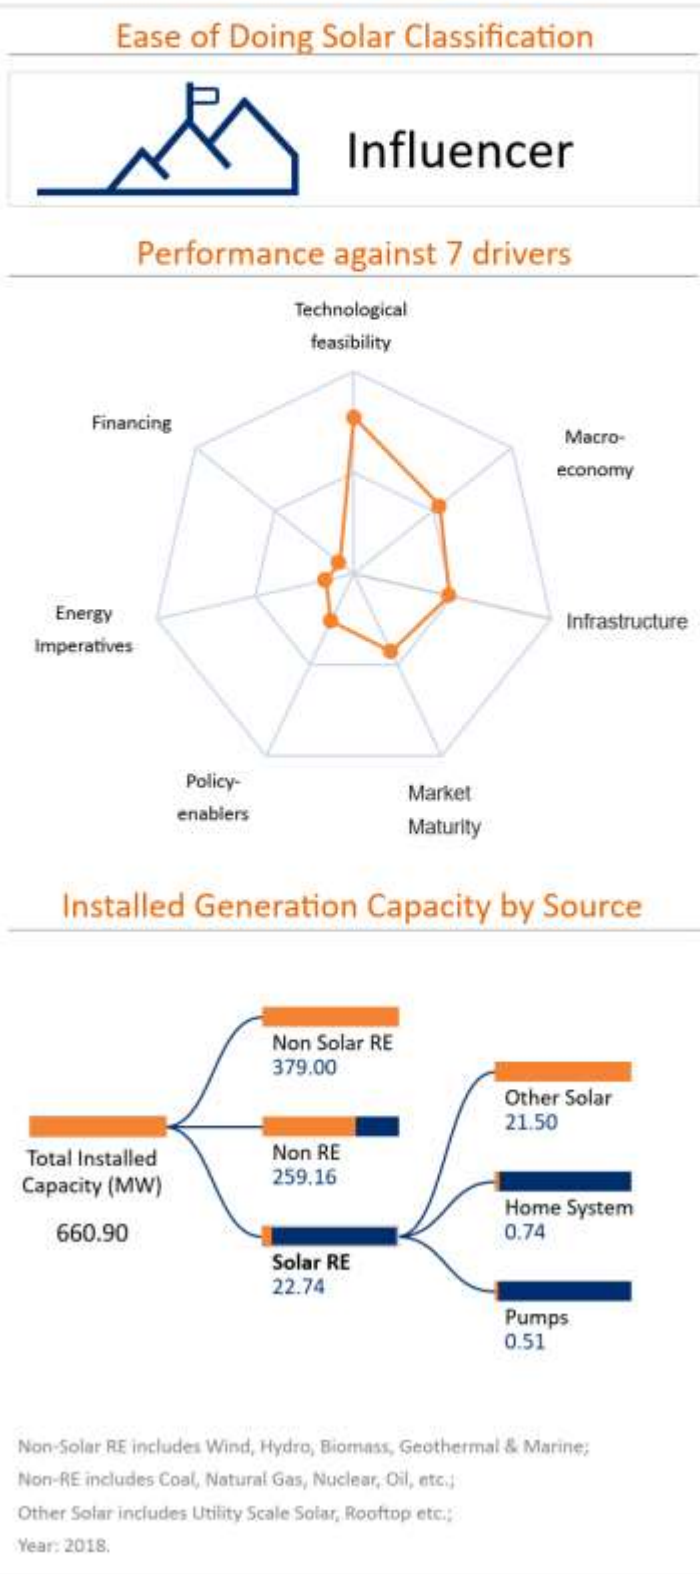 Ease of Doing Solar Classification
Influencer
Performance against 7 drivers
Technological
feasibility
Financing
Macro-
economy
Energy
Imperatives
Infrastructure
Policy-
enablers
Market
Maturity
Installed Generation Capacity by Source
Non Solar RE
379.00
Other Solar
21.50
Total Installed
Capacity (MW)
660.90
Non RE
259.16
Home System
0.74
Solar RE
22.74
Pumps
0.51
Non-Solar RE includes Wind, Hydro, Biomass, Geothermal & Marine;
Non-RE includes Coal, Natural Gas, Nuclear, Oil, etc.;
Other Solar includes Utility Scale Solar, Rooftop etc.;
Year: 2018.